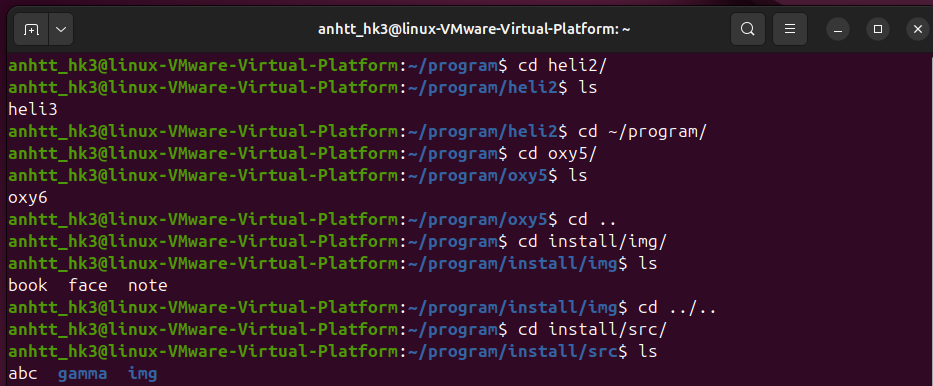 anhtt_hk3@linux-VMware-Virtual-Platform: ~
anhtt_hk3@linux-VMware-Virtual-Platform:~/program$ cd heli2/
anhtt_hk3@linux-VMware-Virtual-Platform:~/program/heli2$ ls
heli3
anhtt_hk3@linux-VMware-Virtual-Platform:~/program/heli2$ cd ~/program/
anhtt_hk3@linux-VMware-Virtual-Platform:~/program$ cd oxy5/
anhtt_hk3@linux-VMware-Virtual-Platform:~/program/oxy5$ ls
oxy6
anhtt_hk3@linux-VMware-Virtual-Platform:~/program/oxy5$ cd ..
anhtt_hk3@linux-VMware-Virtual-Platform:~/program$ cd install/img/
anhtt_hk3@linux-VMware-Virtual-Platform:~/program/install/img$ ls
book  face  note
anhtt_hk3@linux-VMware-Virtual-Platform:~/program/install/img$ cd ../..
anhtt_hk3@linux-VMware-Virtual-Platform:~/program$ cd install/src/
anhtt_hk3@linux-VMware-Virtual-Platform:~/program/install/src$ ls
abc  gamma  img